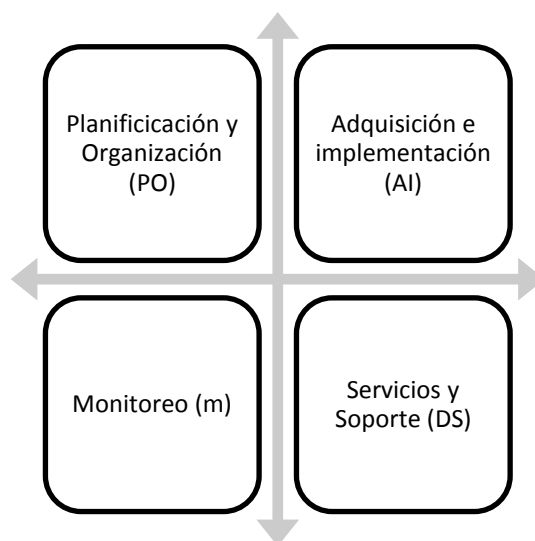 Planificicación y
Organización
(PO)
Adquisición e
implementación
(AI)
Monitoreo (m)
Servicios y
Soporte (DS)